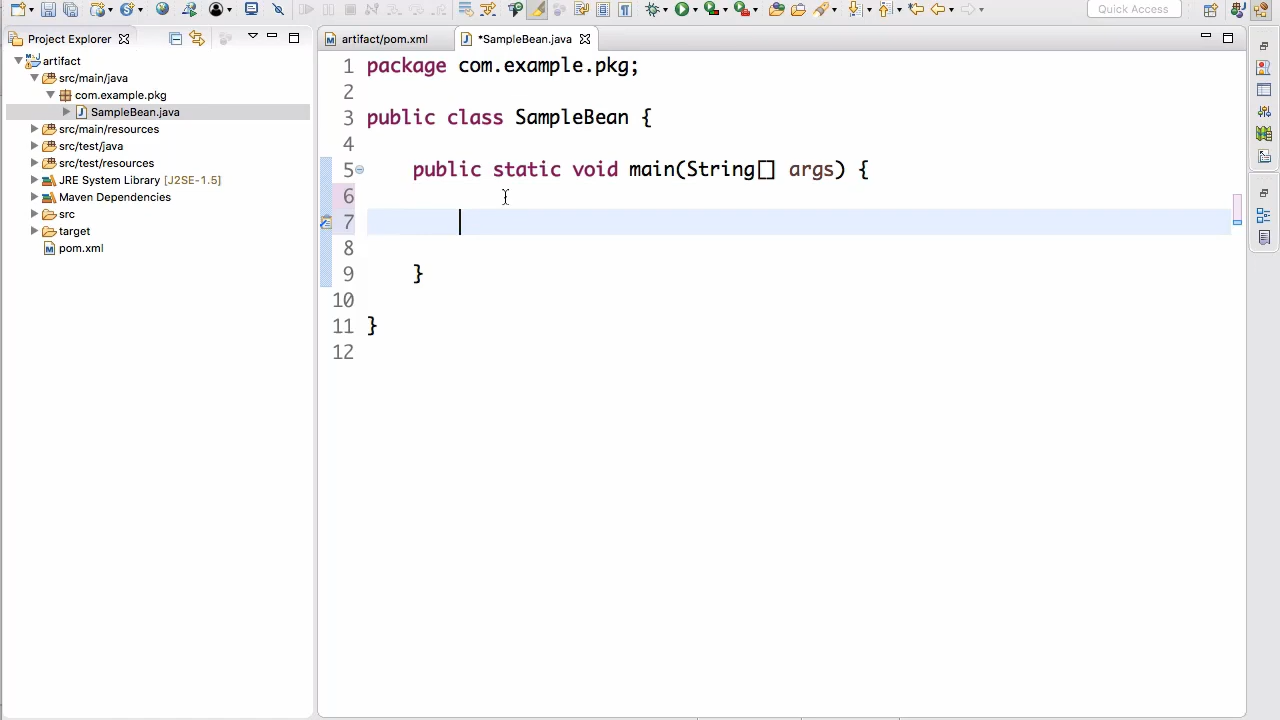 Quick Access
Project Explorer
artifact/pom.xml
*SampleBean.java
artifact
src/main/java
com.example.pkg
SampleBean.java
src/main/resources
src/test/java
src/test/resources
JRE System Library [J2SE-1.5]
Maven Dependencies
src
target
pom.xml
1 package com.example.pkg;
2
3 public class SampleBean {
4
5 public static void main(String[] args) {
6
7
8
9 }
10
11 }
12